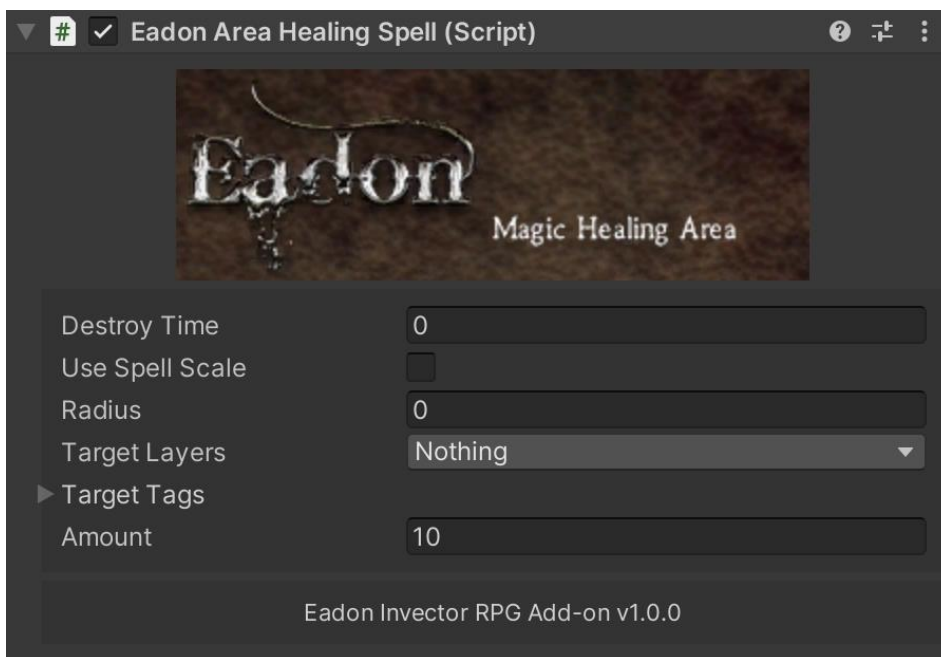 # Eadon Area Healing Spell (Script)
Eadon
Magic Healing Area
Destroy Time 0
Use Spell Scale
Radius 0
Target Layers Nothing
Target Tags
Amount 10
Eadon Invector RPG Add-on v1.0.0